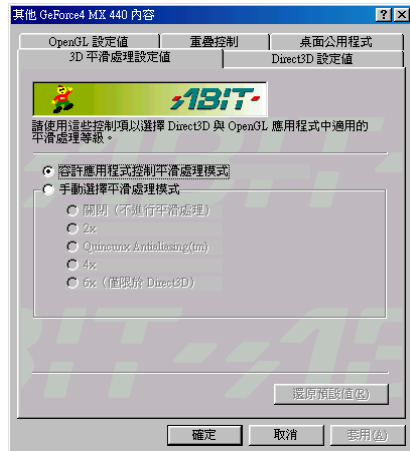 其他 GeForce4 MX 440 內容
OpenGL 設定值
重疊控制
桌面公用程式
3D 平滑處理設定值
Direct3D 設定值
ABIT
請使用這些控制項以選擇 Direct3D 與 OpenGL 應用程式中適用的
平滑處理等級。
容許應用程式控制平滑處理模式
手動選擇平滑處理模式
關閉（不進行平滑處理）
2x
Quincunx Antialiasing(tm)
4x
6x（僅限於 Direct3D）
還原預設值(R)
確定
取消
套用(A)